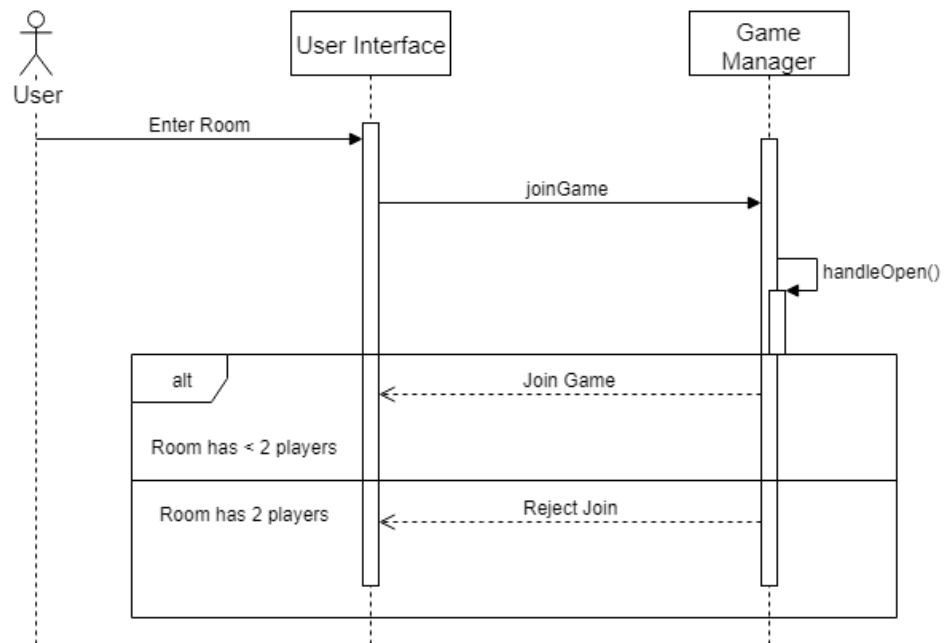 User
User Interface
Game
Manager
Enter Room
joinGame
handleOpen()
alt
Join Game
Room has < 2 players
Room has 2 players
Reject Join